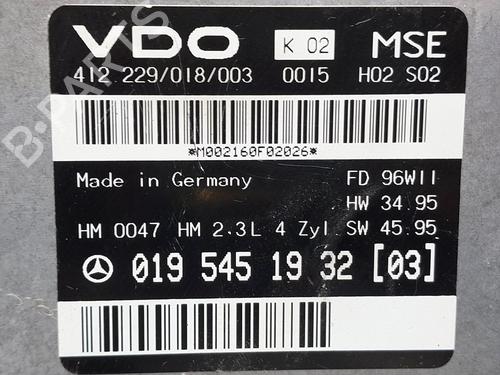 VDO K 02 MSE
412 229/018/003 0015 H02 S02
*M002160F02026*
Made in Germany FD 96W11
HW 34.95
HM 0047 HM 2.3L 4 Zyl SW 45.95
019 545 19 32 [03]
B-PARTS